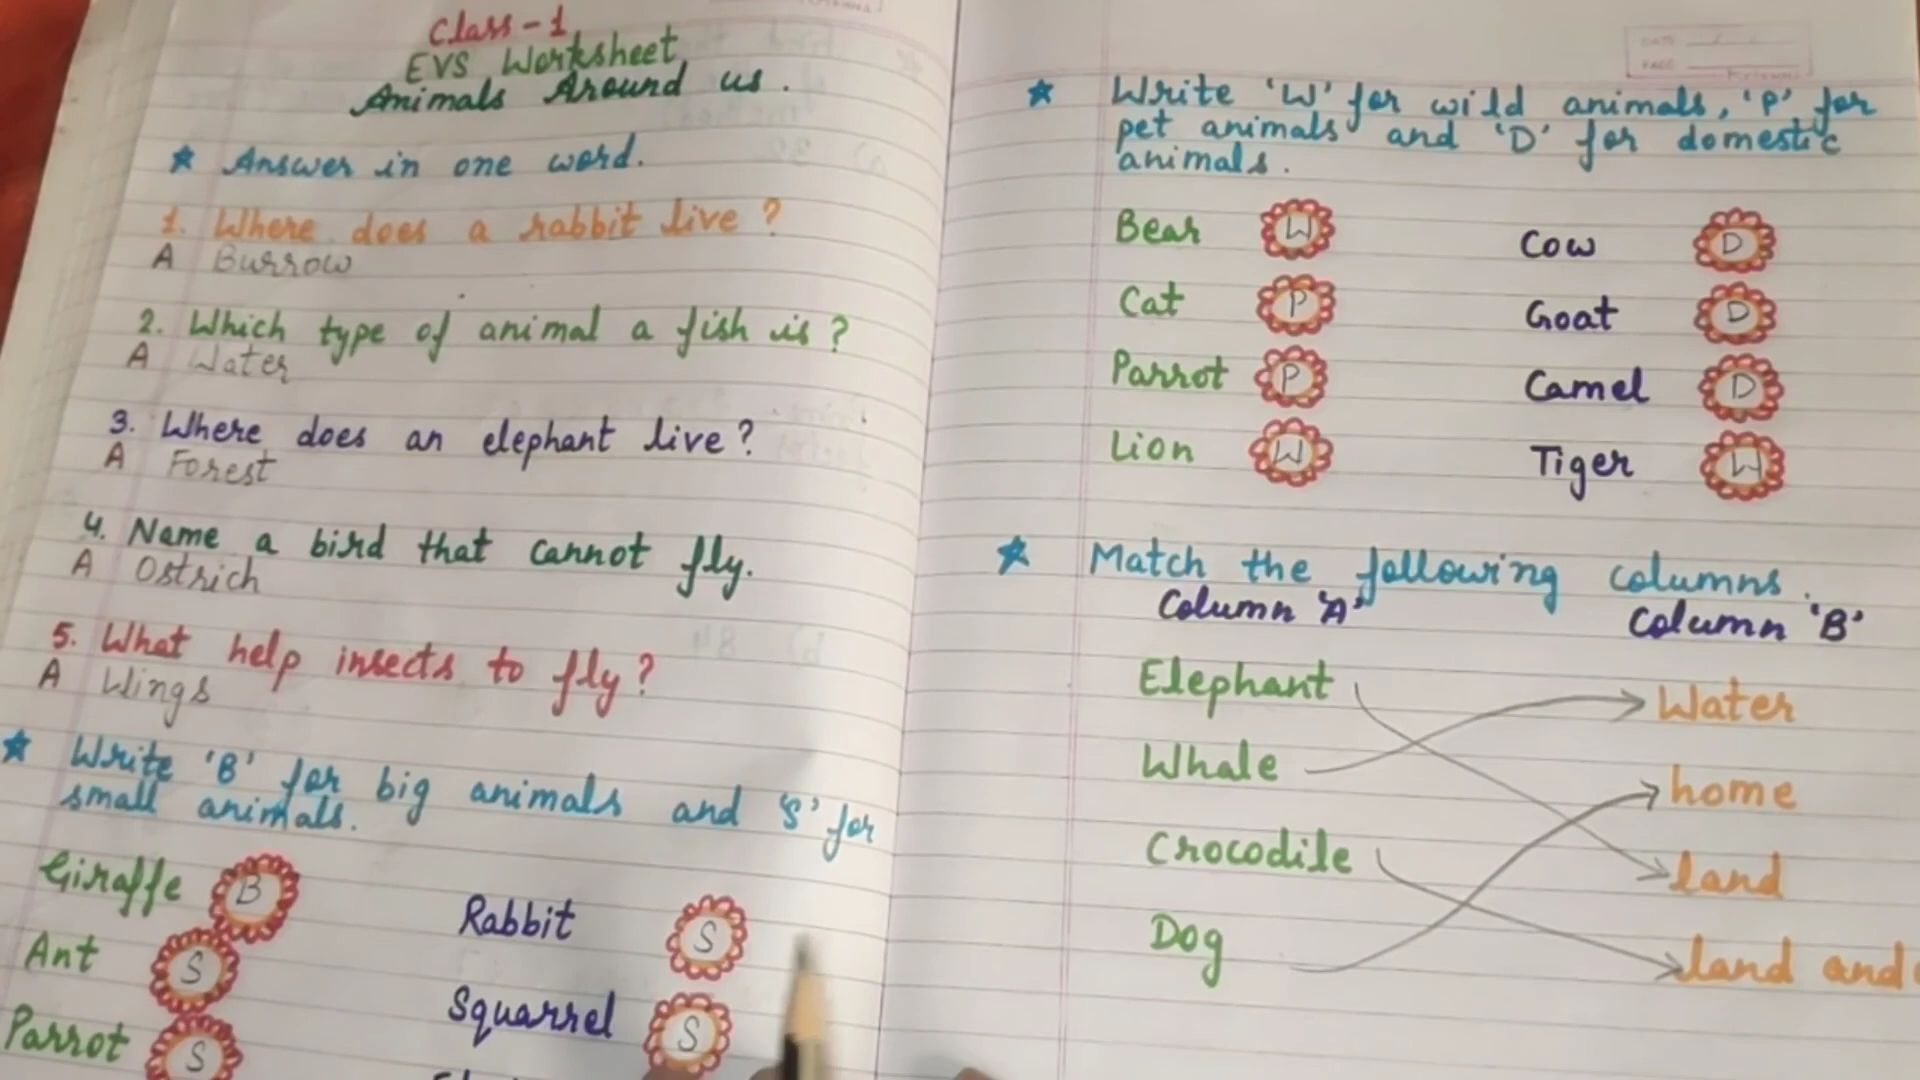 Class-1
EVS Worksheet
Animals Around us.
★ Answer in one word.
1. Where does a rabbit live?
A Burrow
2. Which type of animal a fish is?
A Water
3. Where does an elephant live?
A Forest
4. Name a bird that cannot fly.
A Ostrich
5. What help insects to fly?
A Wings
★ Write 'B' for big animals and 'S' for
small animals.
Giraffe B Rabbit S
Ant S Squarrel S
Parrot S
DATE
PAGE
★ Write 'W' for wild animals, 'P' for
pet animals and 'D' for domestic
animals.
Bear W Cow D
Cat P Goat D
Parrot P Camel D
Lion W Tiger W
★ Match the following columns.
Column 'A' Column 'B'
Elephant Water
Whale home
Crocodile land
Dog land and